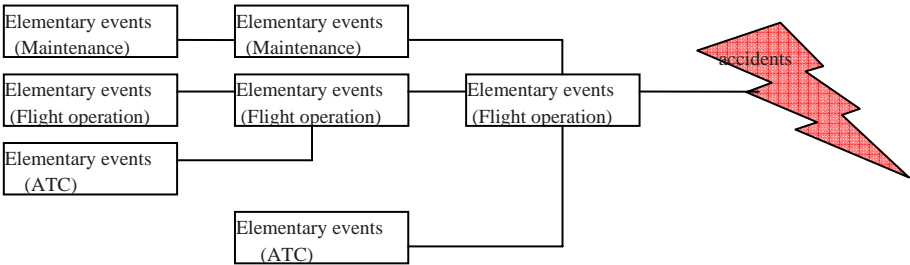 Elementary events
(Maintenance)
Elementary events
(Maintenance)
accidents
Elementary events
(Flight operation)
Elementary events
(Flight operation)
Elementary events
(Flight operation)
Elementary events
(ATC)
Elementary events
(ATC)